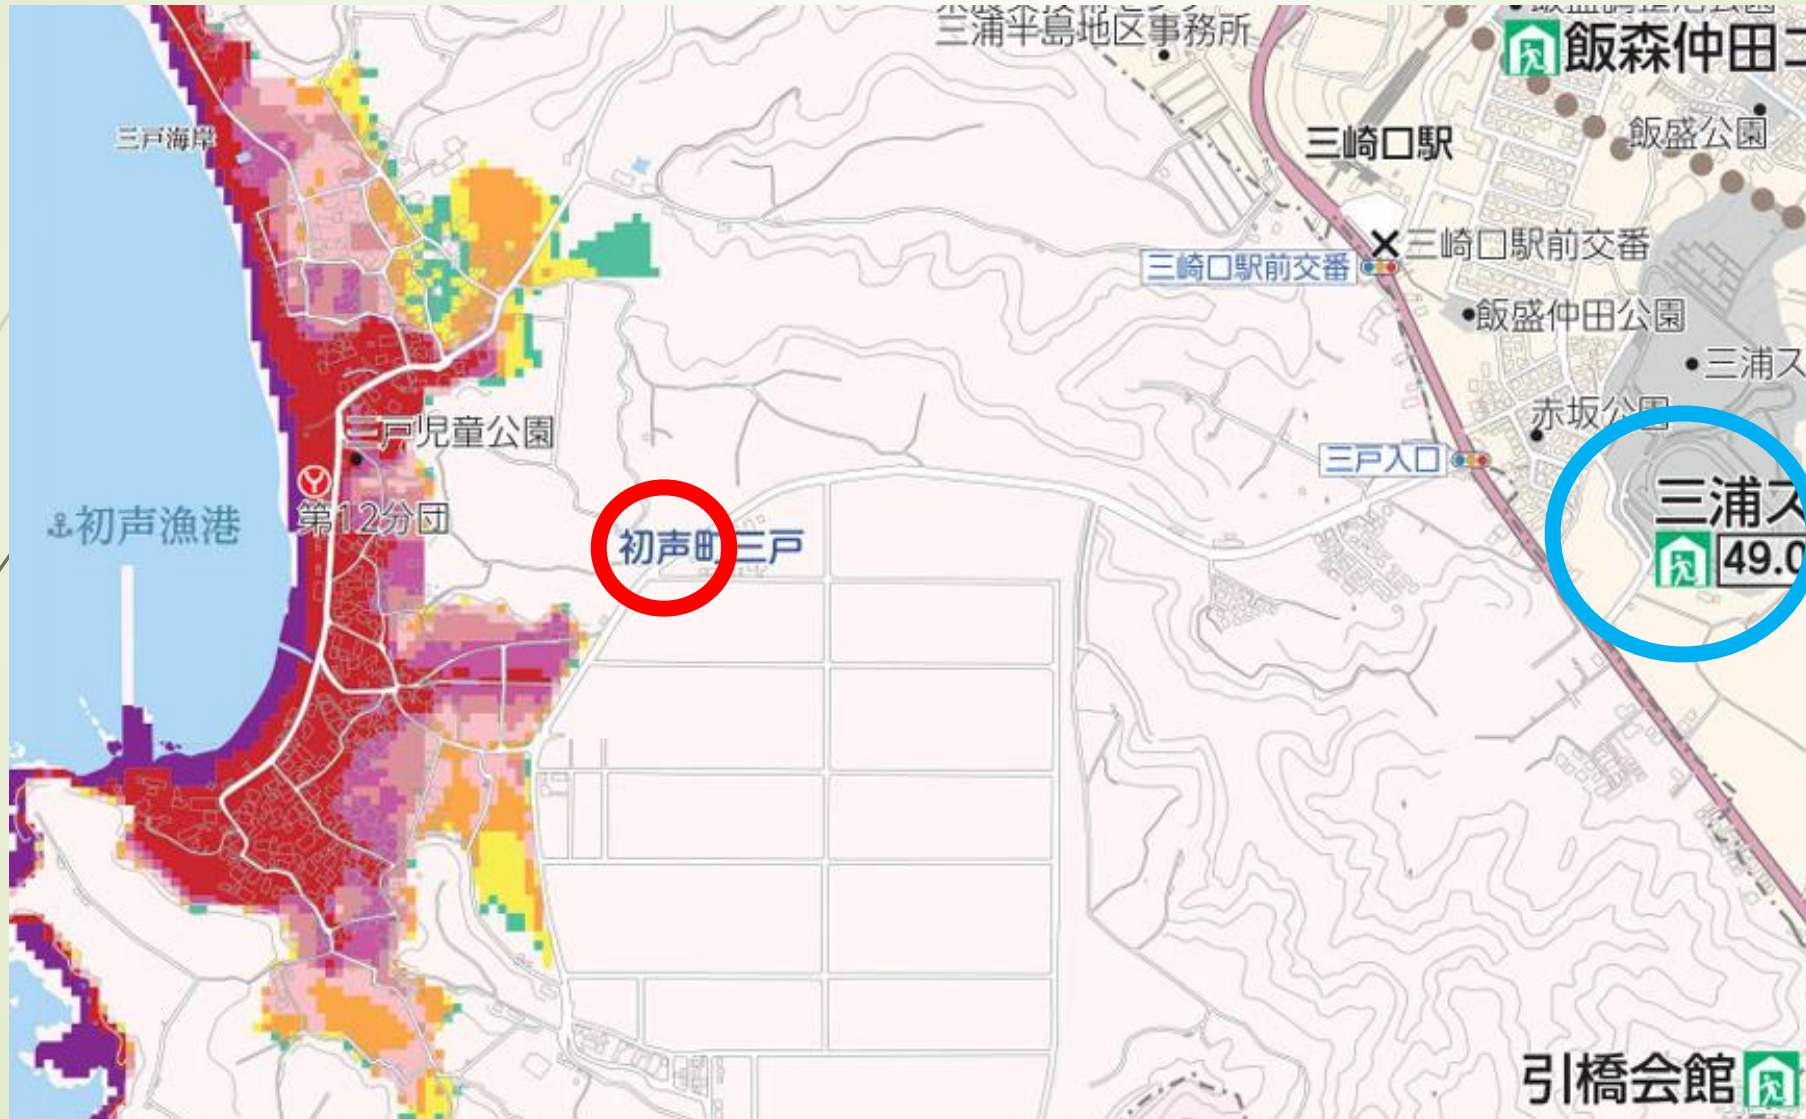 三浦半島地区事務所
飯森仲田コ
飯盛公園
三戸海岸
三崎口駅
三崎口駅前交番
三崎口駅前交番
飯盛仲田公園
三浦ス
赤坂公園
三戸児童公園
三戸入口
三浦ス
初声漁港
第12分団
初声町三戸
49.0
引橋会館